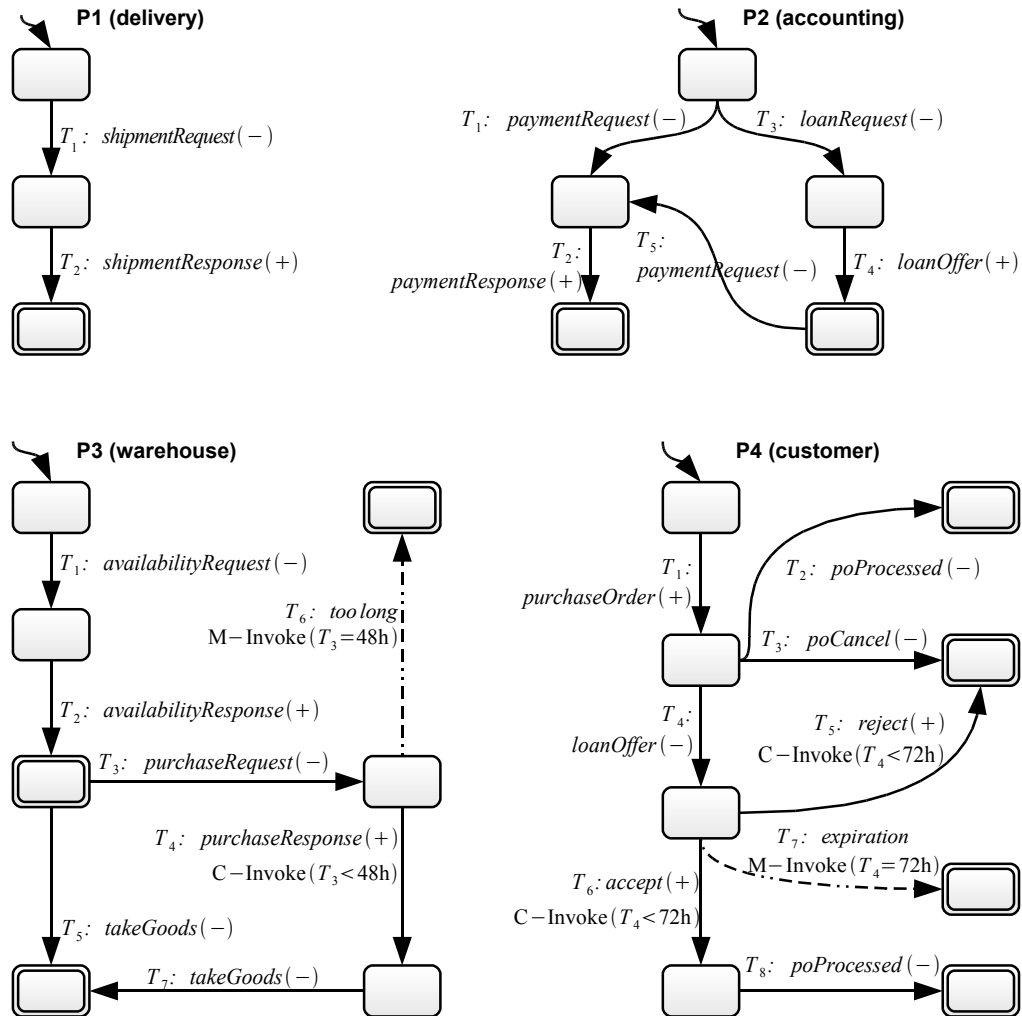 P1 (delivery)
T₁: shipmentRequest(−)
T₂: shipmentResponse(+)
P2 (accounting)
T₁: paymentRequest(−)
T₃: loanRequest(−)
T₂:
paymentResponse(+)
T₅:
paymentRequest(−)
T₄: loanOffer(+)
P3 (warehouse)
T₁: availabilityRequest(−)
T₆: too long
M−Invoke(T₃=48h)
T₂: availabilityResponse(+)
T₃: purchaseRequest(−)
T₄: purchaseResponse(+)
C−Invoke(T₃<48h)
T₅: takeGoods(−)
T₇: takeGoods(−)
P4 (customer)
T₁:
purchaseOrder(+)
T₂: poProcessed(−)
T₃: poCancel(−)
T₄:
loanOffer(−)
T₅: reject(+)
C−Invoke(T₄<72h)
T₇: expiration
M−Invoke(T₄=72h)
T₆: accept(+)
C−Invoke(T₄<72h)
T₈: poProcessed(−)